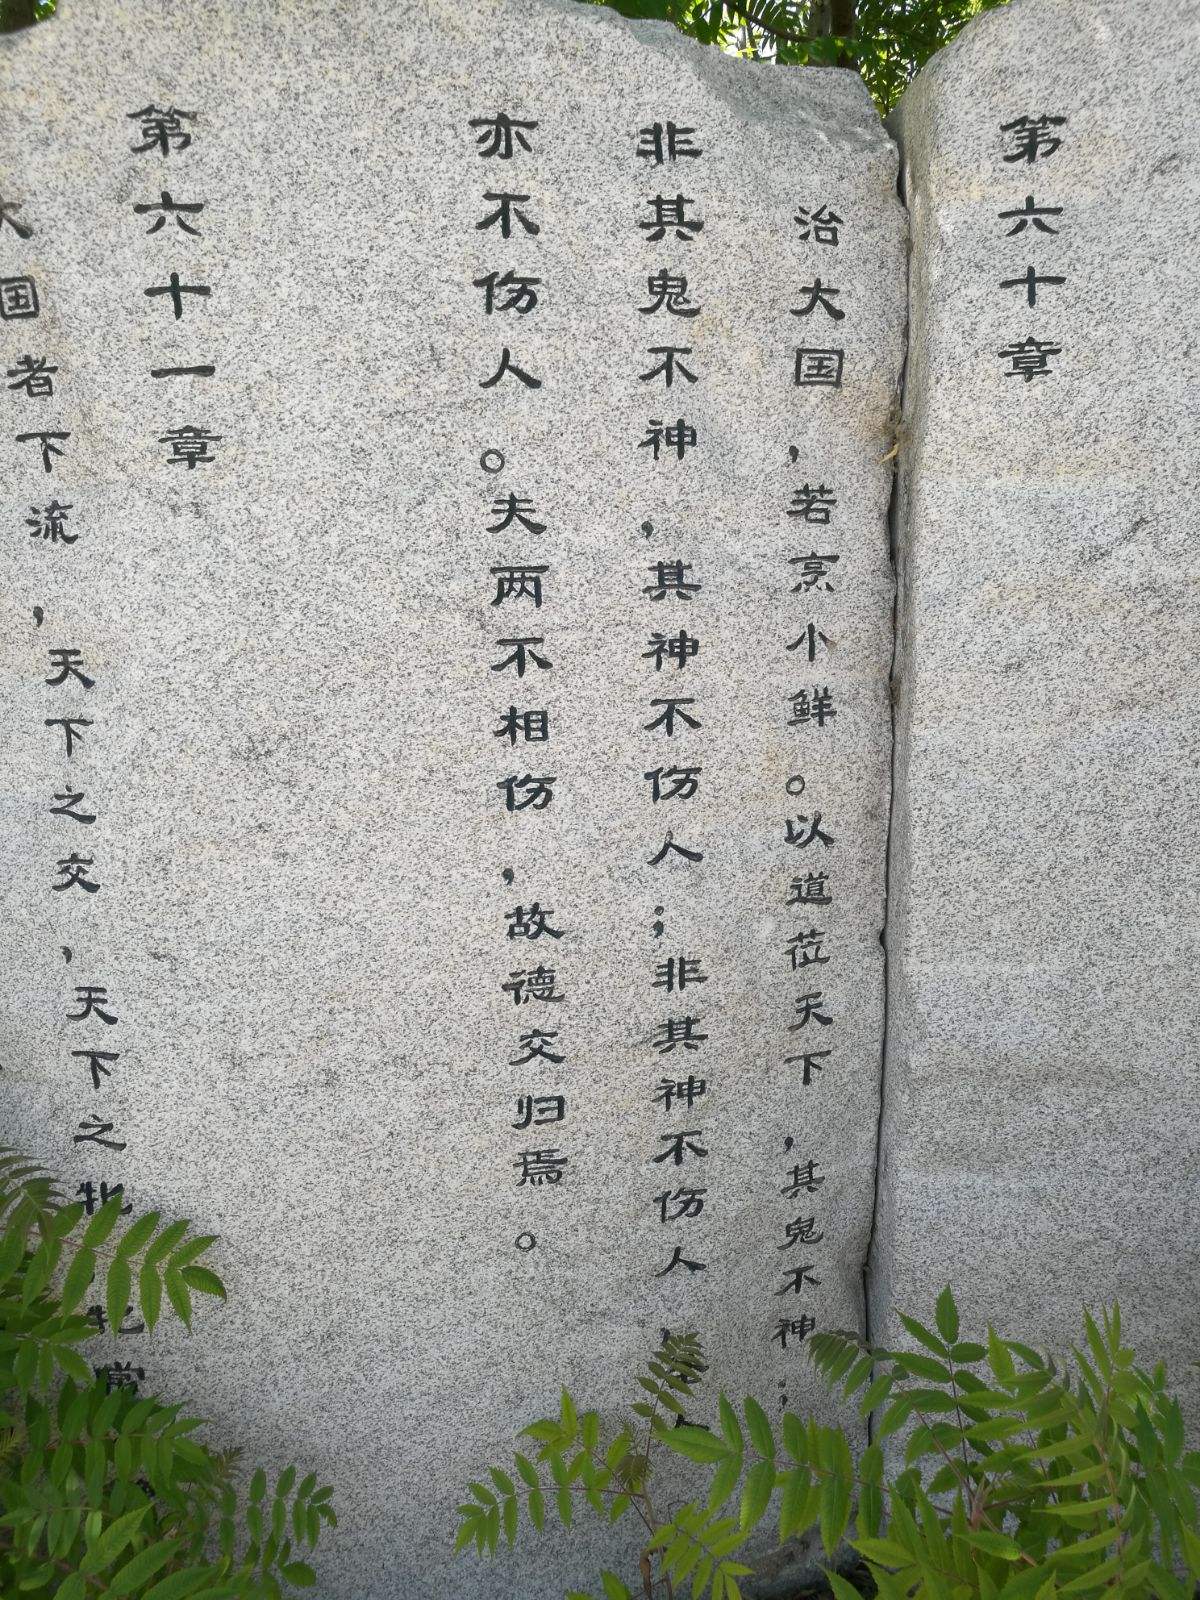 第六十章
治大国，若烹小鲜。以道莅天下，其鬼不神；
非其鬼不神，其神不伤人；非其神不伤人，
亦不伤人。夫两不相伤，故德交归焉。
第六十一章
大国者下流，天下之交，天下之牝。牝常